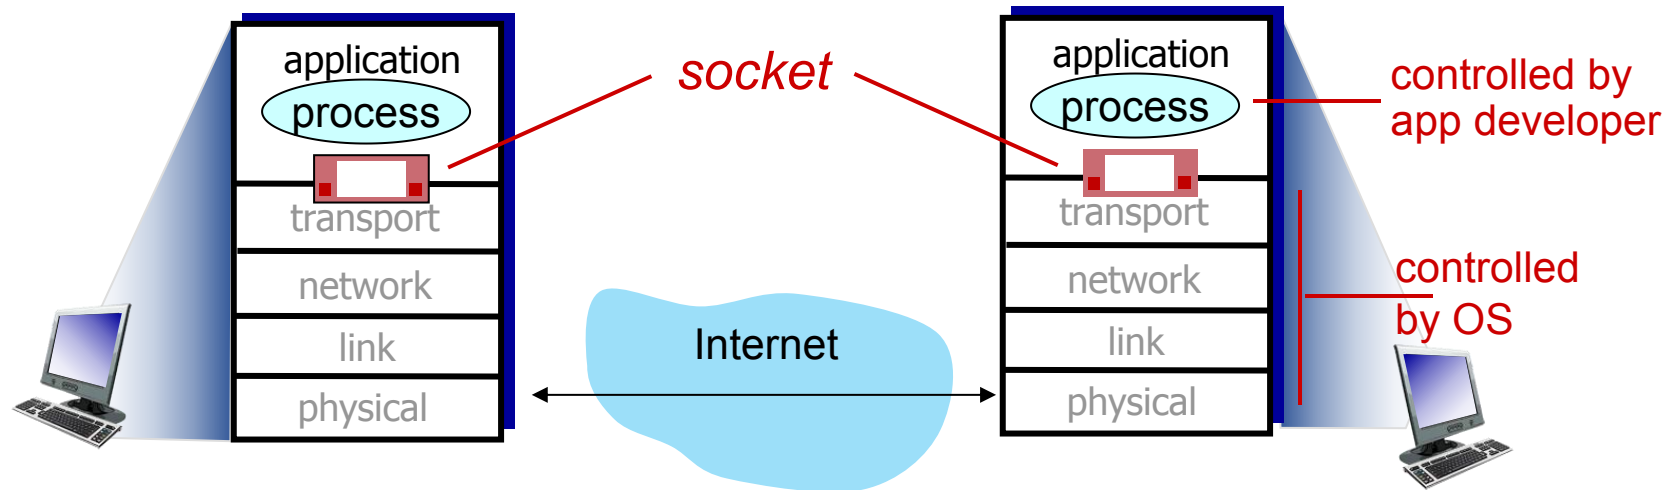 application
process
transport
network
link
physical
socket
Internet
application
process
transport
network
link
physical
controlled by
app developer
controlled
by OS